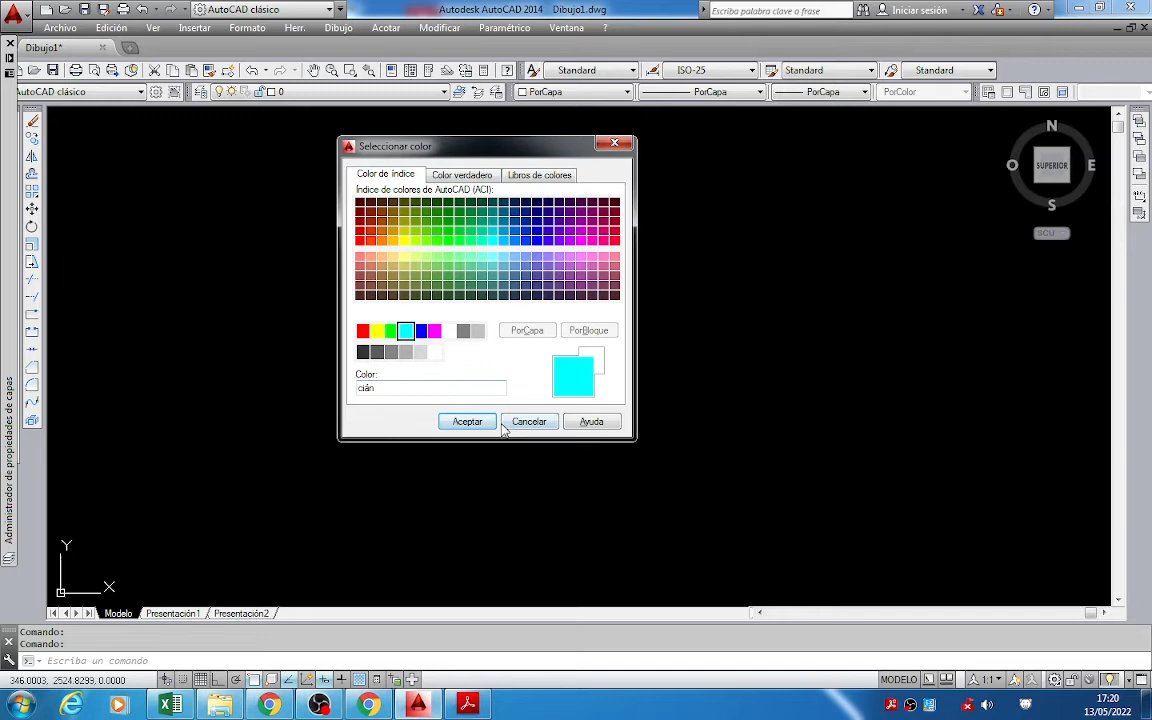 AutoCAD clásico
Autodesk AutoCAD 2014 Dibujo1.dwg
Escriba palabra clave o frase
Iniciar sesión
Archivo Edición Ver Insertar Formato Herr. Dibujo Acotar Modificar Paramétrico Ventana ?
Dibujo1*
Standard ISO-25 Standard Standard
AutoCAD clásico 0 PorCapa PorCapa PorCapa PorColor
Seleccionar color
Color de índice Color verdadero Libros de colores
Índice de colores de AutoCAD (ACI):
PorCapa PorBloque
Color:
cián
Aceptar Cancelar Ayuda
N
O SUPERIOR E
S
SCU
Administrador de propiedades de capas
Y
X
Modelo Presentación1 Presentación2
Comando:
Comando:
Escriba un comando
346.0003, 2524.8299, 0.0000
MODELO 1:1
17:20
13/05/2022